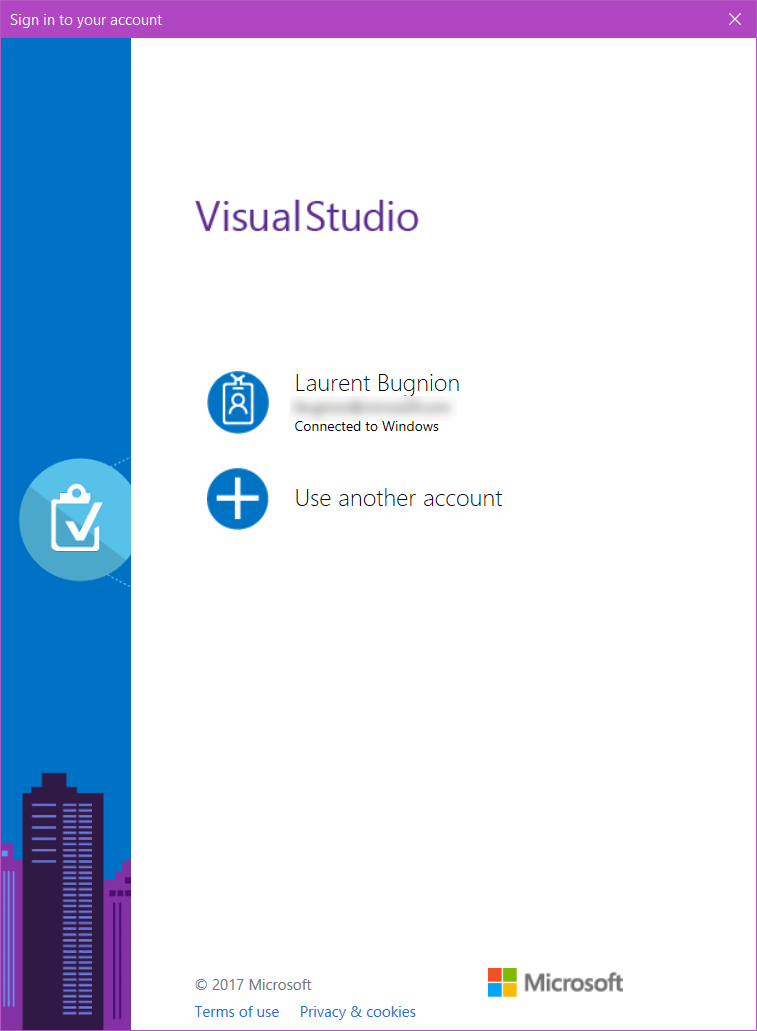 Sign in to your account
Visual Studio
Laurent Bugnion
Connected to Windows
Use another account
© 2017 Microsoft
Microsoft
Terms of use Privacy & cookies